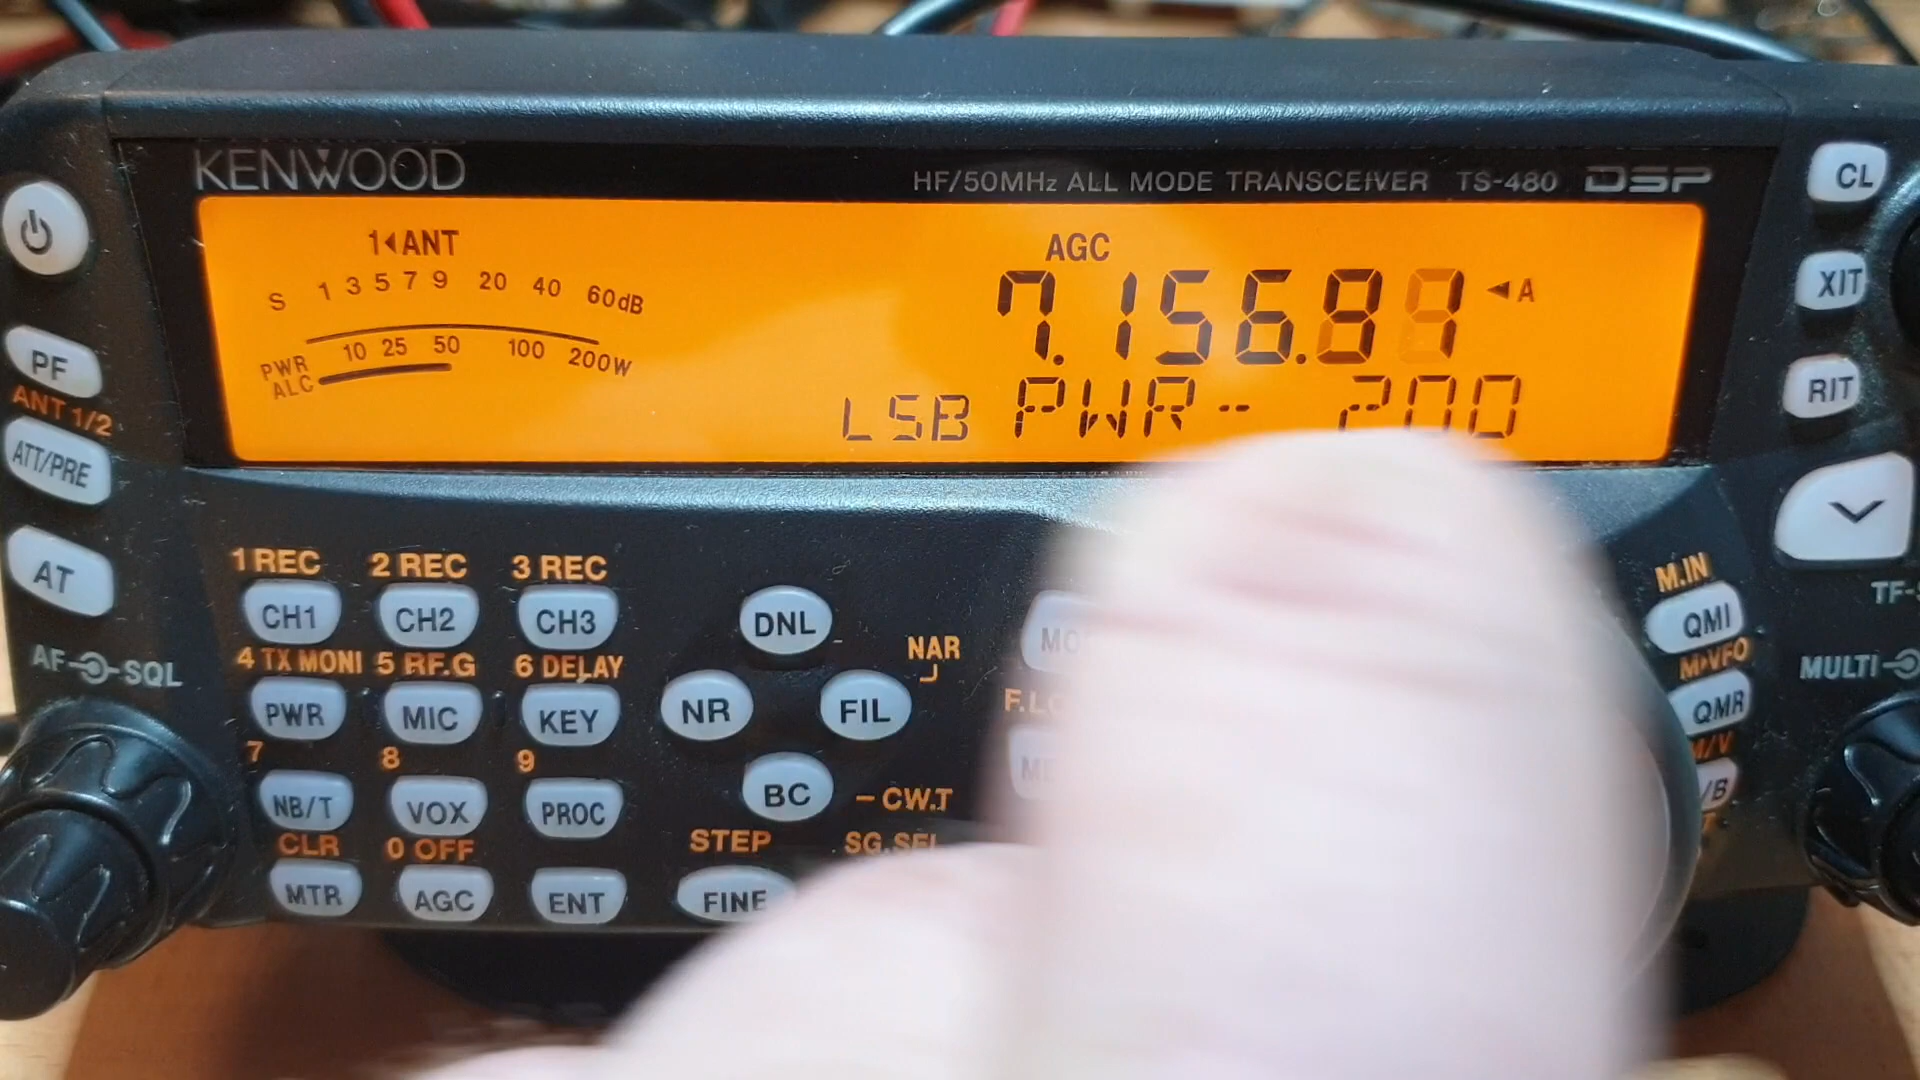 KENWOOD
HF/50MHz ALL MODE TRANSCEIVER TS-480 DSP
CL
1◄ANT
AGC
S 1 3 5 7 9 20 40 60dB
7.156. ◄A
XIT
PWR 10 25 50 100 200W
ALC
PF
RIT
LSB PWR-- 200
ANT 1/2
ATT/PRE
AT
1 REC 2 REC 3 REC
M.IN
CH1 CH2 CH3
DNL
QMI
AF SQL
4 TX MONI 5 RF.G 6 DELAY
NAR
M▸VFO
MULTI
PWR MIC KEY
NR FIL
QMR
7 8 9
NB/T VOX PROC
BC
- CW.T
CLR 0 OFF
STEP
MTR AGC ENT
FINE